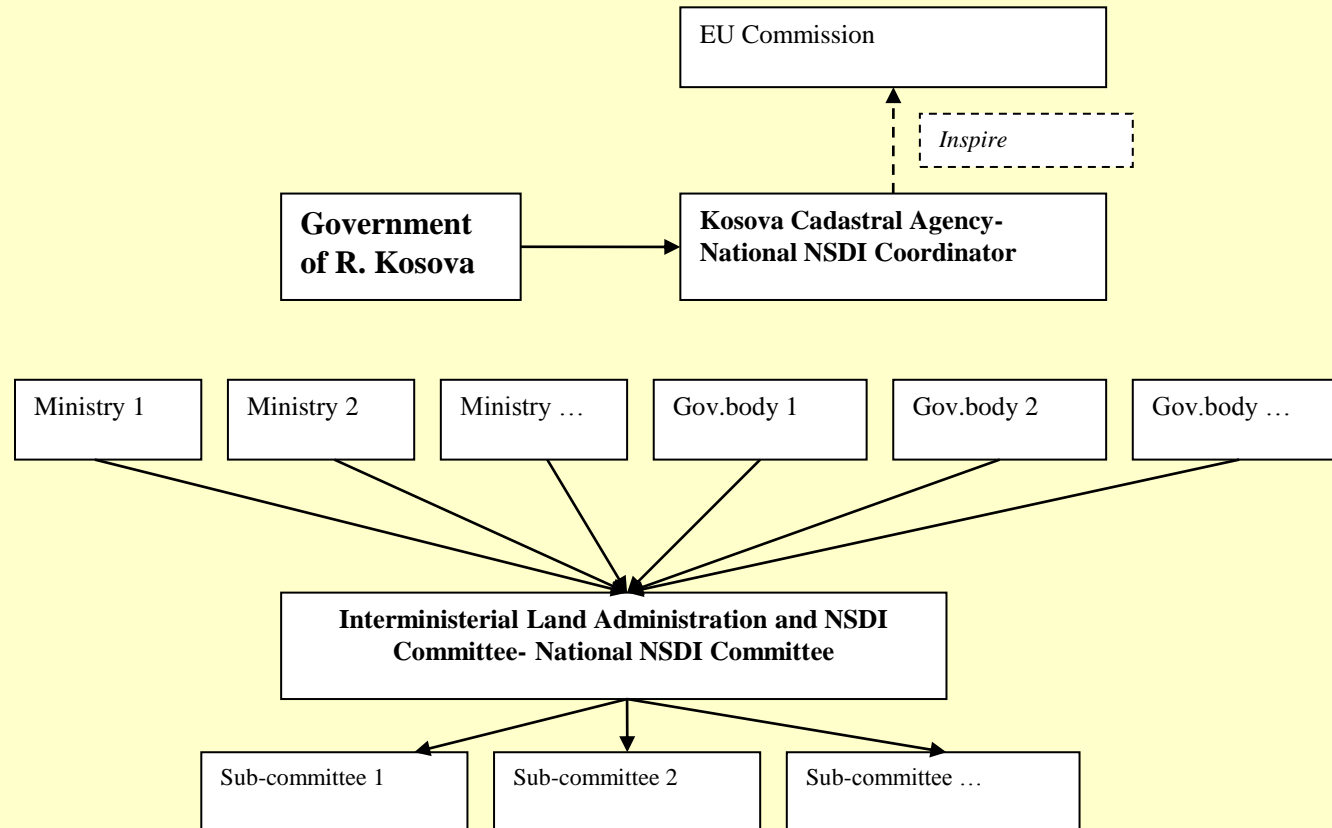 EU Commission
Inspire
Government
of R. Kosova
Kosova Cadastral Agency-
National NSDI Coordinator
Ministry 1
Ministry 2
Ministry …
Gov.body 1
Gov.body 2
Gov.body …
Interministerial Land Administration and NSDI
Committee- National NSDI Committee
Sub-committee 1
Sub-committee 2
Sub-committee …